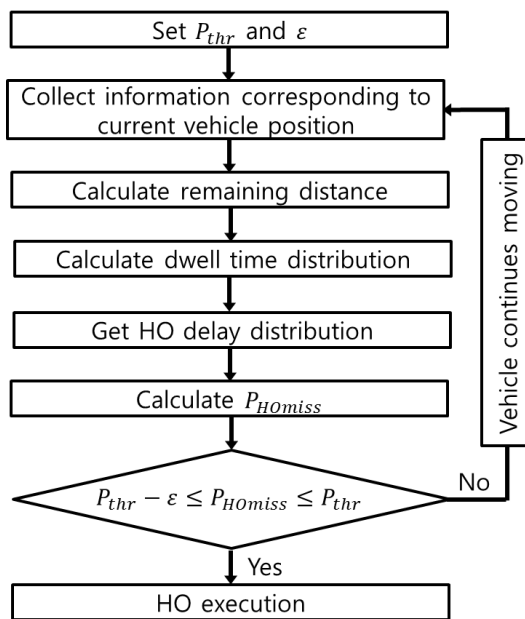 Set P_thr and ε
Collect information corresponding to
current vehicle position
Calculate remaining distance
Calculate dwell time distribution
Get HO delay distribution
Calculate P_HOmiss
P_thr − ε ≤ P_HOmiss ≤ P_thr
No
Vehicle continues moving
Yes
HO execution